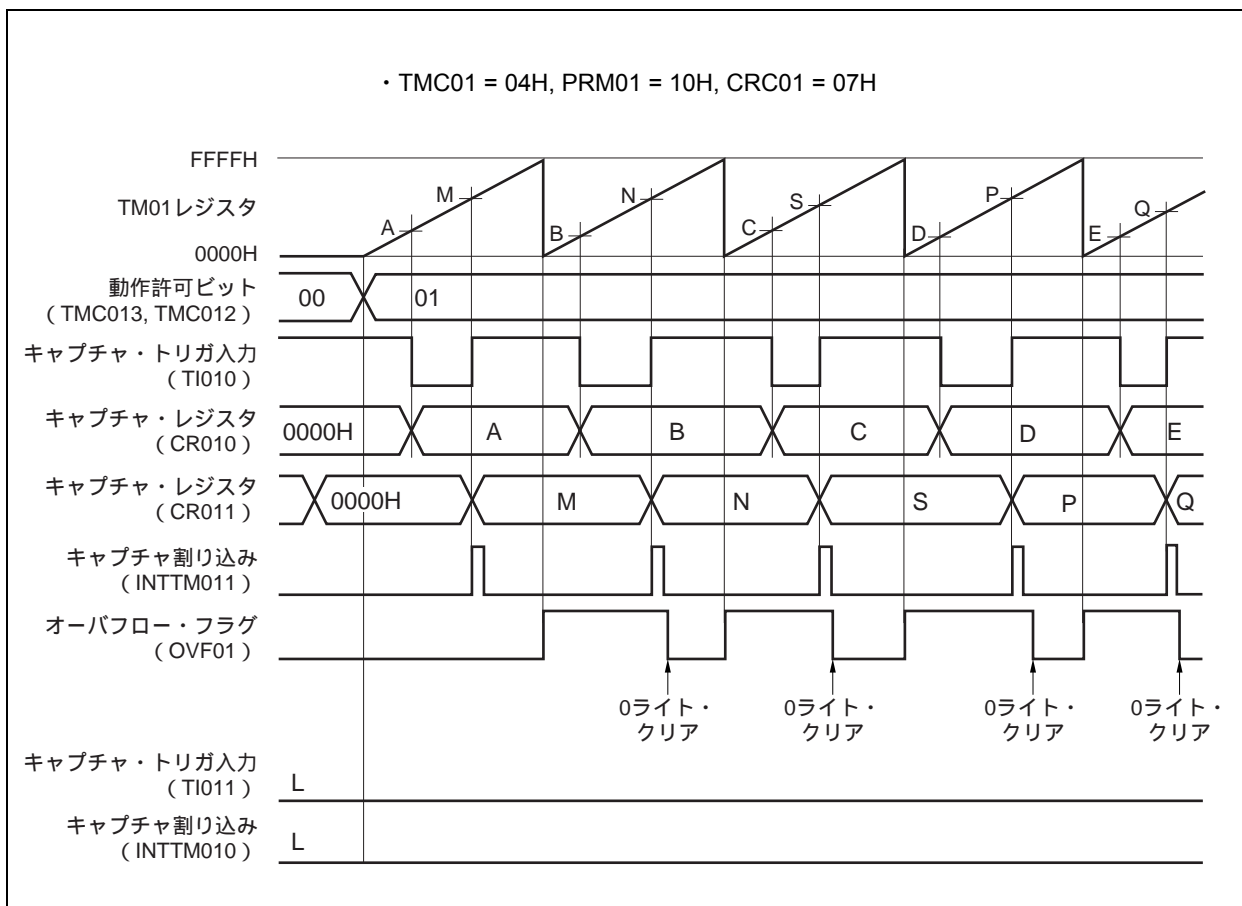 ・TMC01 = 04H, PRM01 = 10H, CRC01 = 07H
FFFFH
TM01レジスタ
0000H
A M B N C S D P E Q
動作許可ビット
（TMC013, TMC012）
00 01
キャプチャ・トリガ入力
（TI010）
キャプチャ・レジスタ
（CR010）
0000H A B C D E
キャプチャ・レジスタ
（CR011）
0000H M N S P Q
キャプチャ割り込み
（INTTM011）
オーバフロー・フラグ
（OVF01）
0ライト・ 0ライト・ 0ライト・ 0ライト・
クリア クリア クリア クリア
キャプチャ・トリガ入力
（TI011）
L
キャプチャ割り込み
（INTTM010）
L